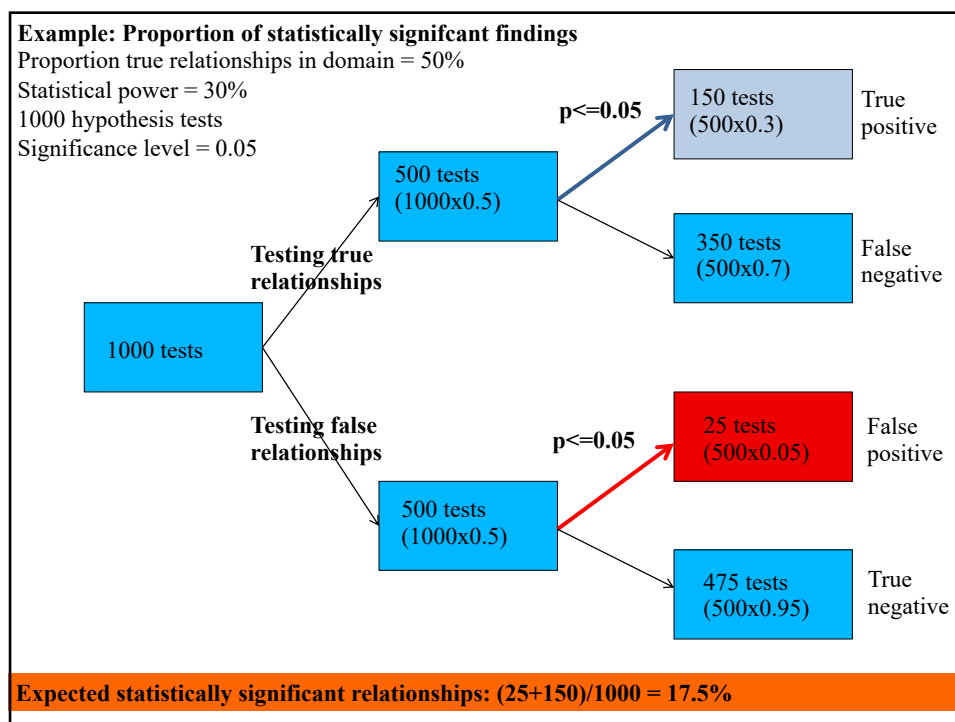 Example: Proportion of statistically signifcant findings
Proportion true relationships in domain = 50%
Statistical power = 30%
1000 hypothesis tests
Significance level = 0.05
p<=0.05
150 tests
(500x0.3)
True
positive
500 tests
(1000x0.5)
350 tests
(500x0.7)
False
negative
Testing true
relationships
1000 tests
Testing false
relationships
p<=0.05
25 tests
(500x0.05)
False
positive
500 tests
(1000x0.5)
475 tests
(500x0.95)
True
negative
Expected statistically significant relationships: (25+150)/1000 = 17.5%